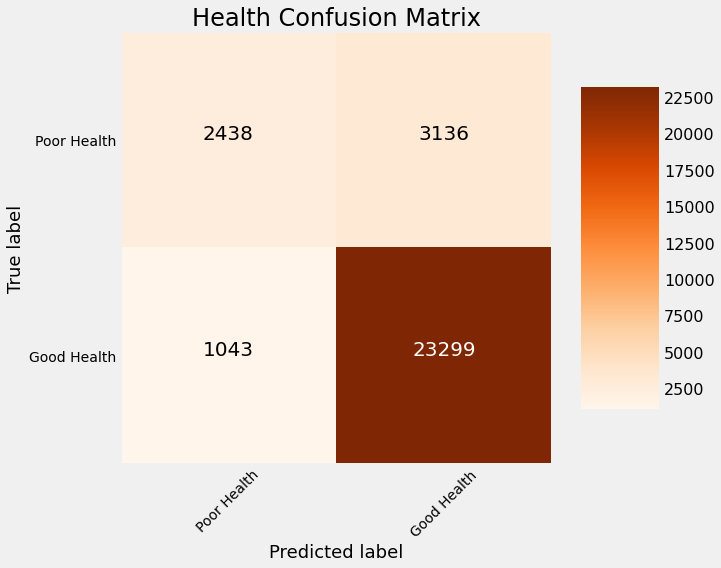 Health Confusion Matrix
True label
Poor Health
2438
3136
Good Health
1043
23299
Poor Health
Good Health
Predicted label
22500
20000
17500
15000
12500
10000
7500
5000
2500